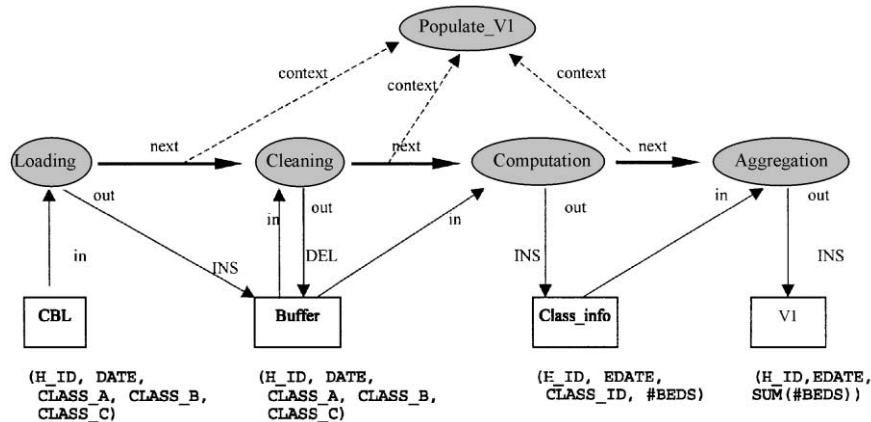 Populate_V1
context
context
context
Loading
next
Cleaning
next
Computation
next
Aggregation
out
in
INS
in
out
DEL
in
out
INS
in
out
INS
CBL
Buffer
Class_info
V1
(H_ID, DATE,
CLASS_A, CLASS_B,
CLASS_C)
(H_ID, DATE,
CLASS_A, CLASS_B,
CLASS_C)
(H_ID, EDATE,
CLASS_ID, #BEDS)
(H_ID,EDATE,
SUM(#BEDS))